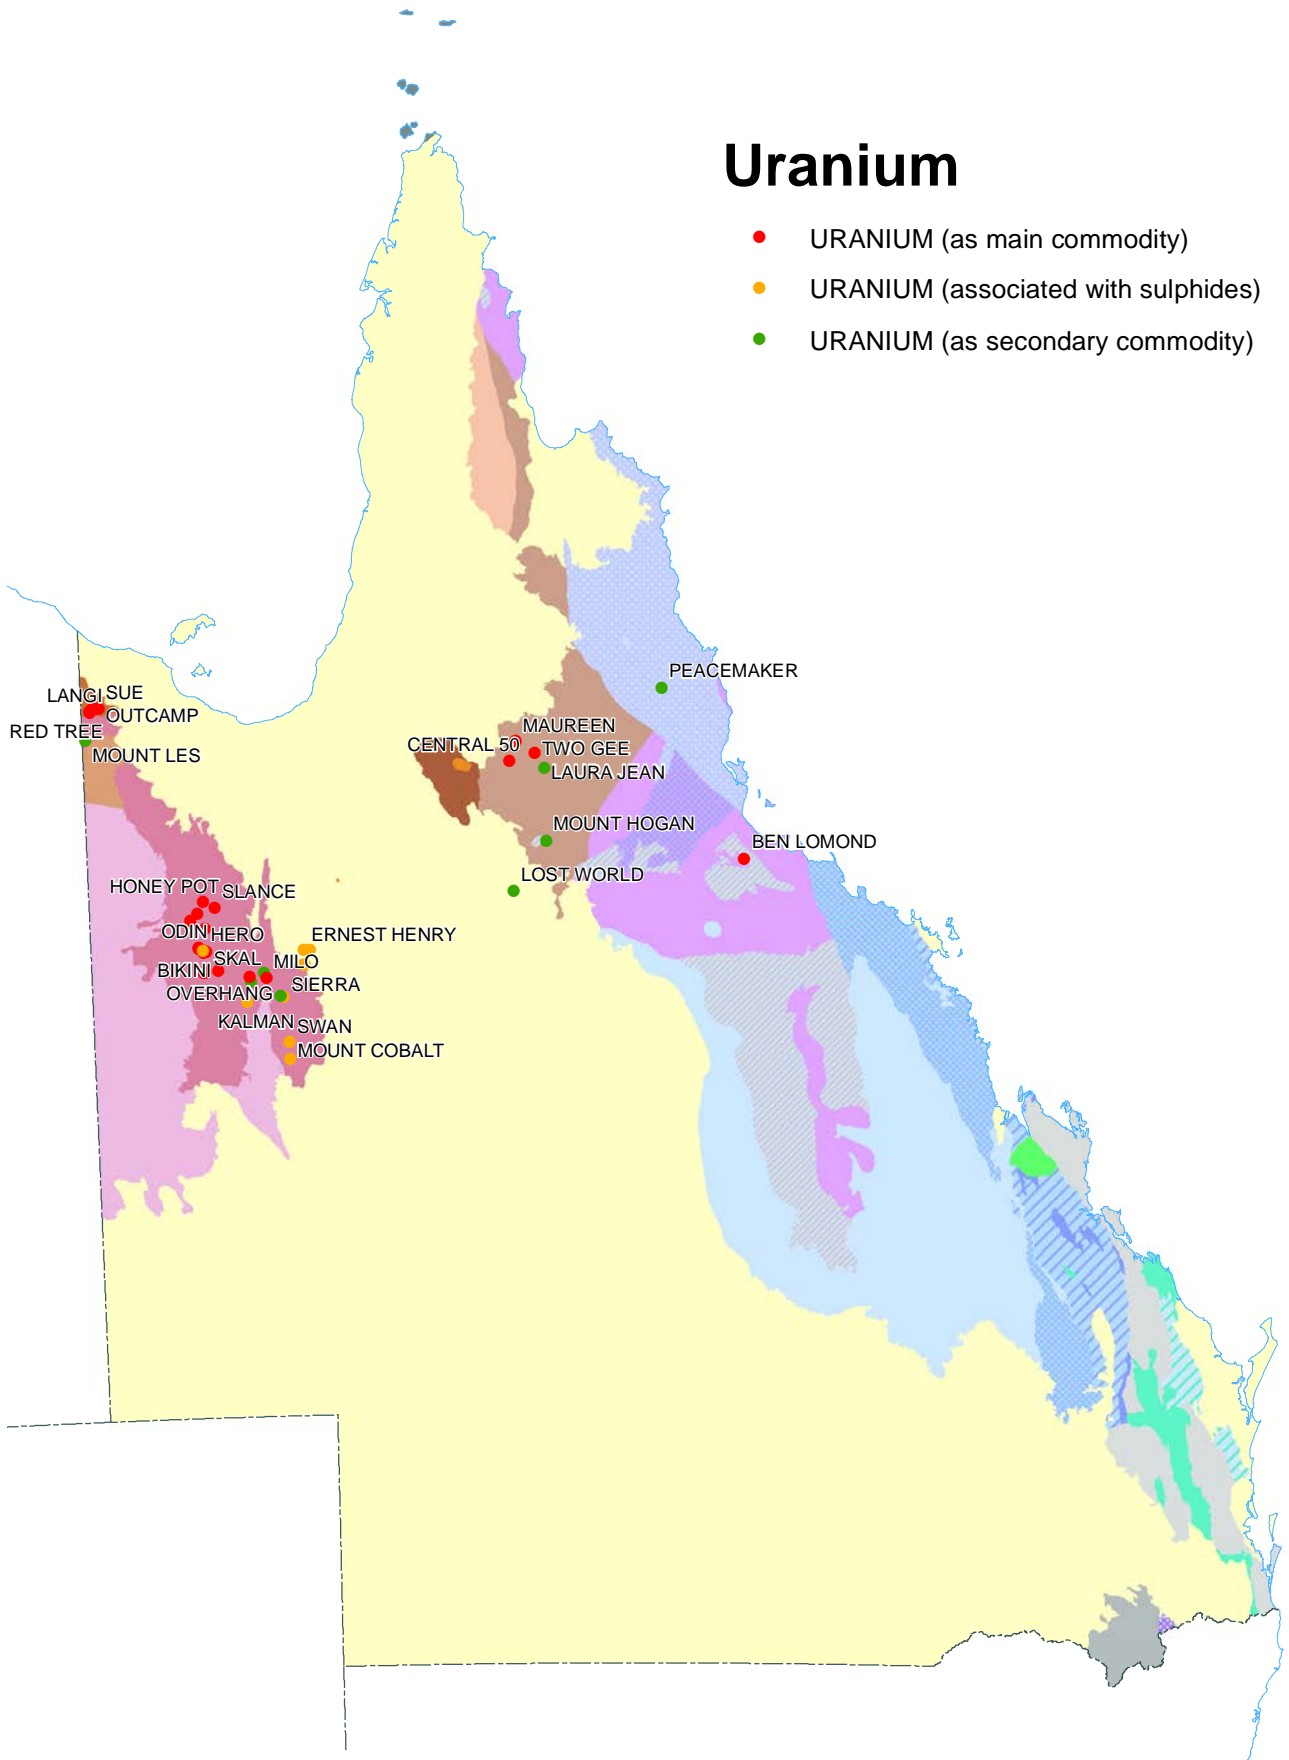 Uranium
URANIUM (as main commodity)
URANIUM (associated with sulphides)
URANIUM (as secondary commodity)
PEACEMAKER
LANGI
SUE
OUTCAMP
RED TREE
MOUNT LES
MAUREEN
CENTRAL 50
TWO GEE
LAURA JEAN
MOUNT HOGAN
BEN LOMOND
LOST WORLD
HONEY POT
SLANCE
ODIN
HERO
ERNEST HENRY
SKAL
MILO
BIKINI
SIERRA
OVERHANG
KALMAN
SWAN
MOUNT COBALT